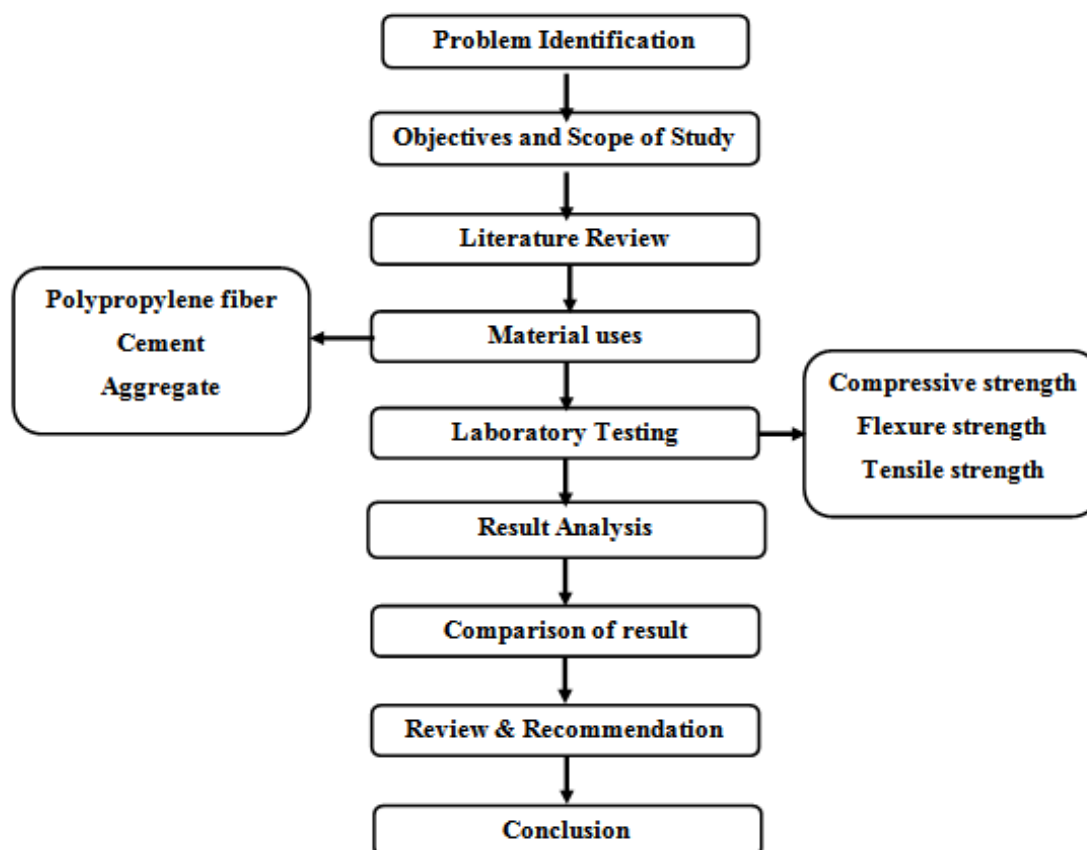 Problem Identification
Objectives and Scope of Study
Literature Review
Polypropylene fiber
Cement
Aggregate
Material uses
Compressive strength
Flexure strength
Tensile strength
Laboratory Testing
Result Analysis
Comparison of result
Review & Recommendation
Conclusion